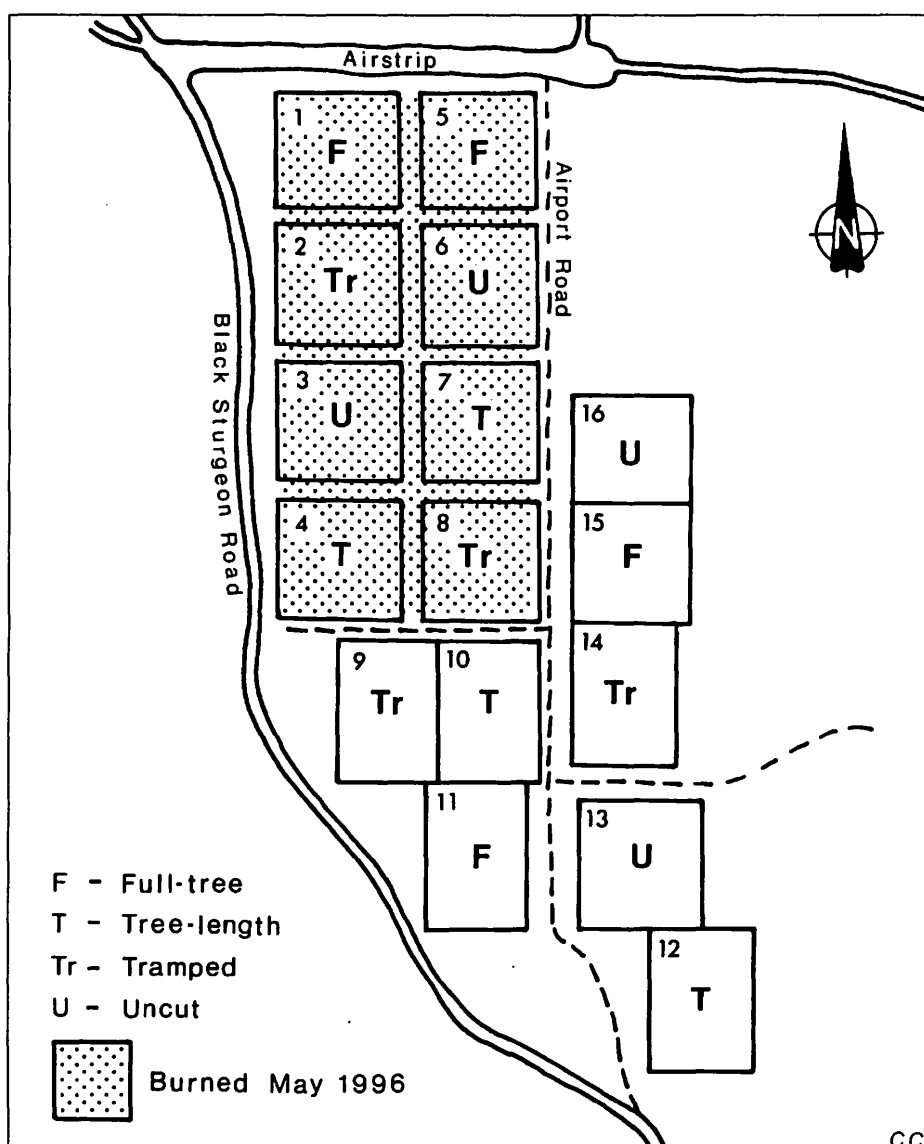 Airstrip
1
F
5
F
Airport Road
N
2
Tr
6
U
Black Sturgeon Road
3
U
7
T
16
U
4
T
8
Tr
15
F
9
Tr
10
T
14
Tr
11
F
13
U
12
T
F - Full-tree
T - Tree-length
Tr - Tramped
U - Uncut
Burned May 1996